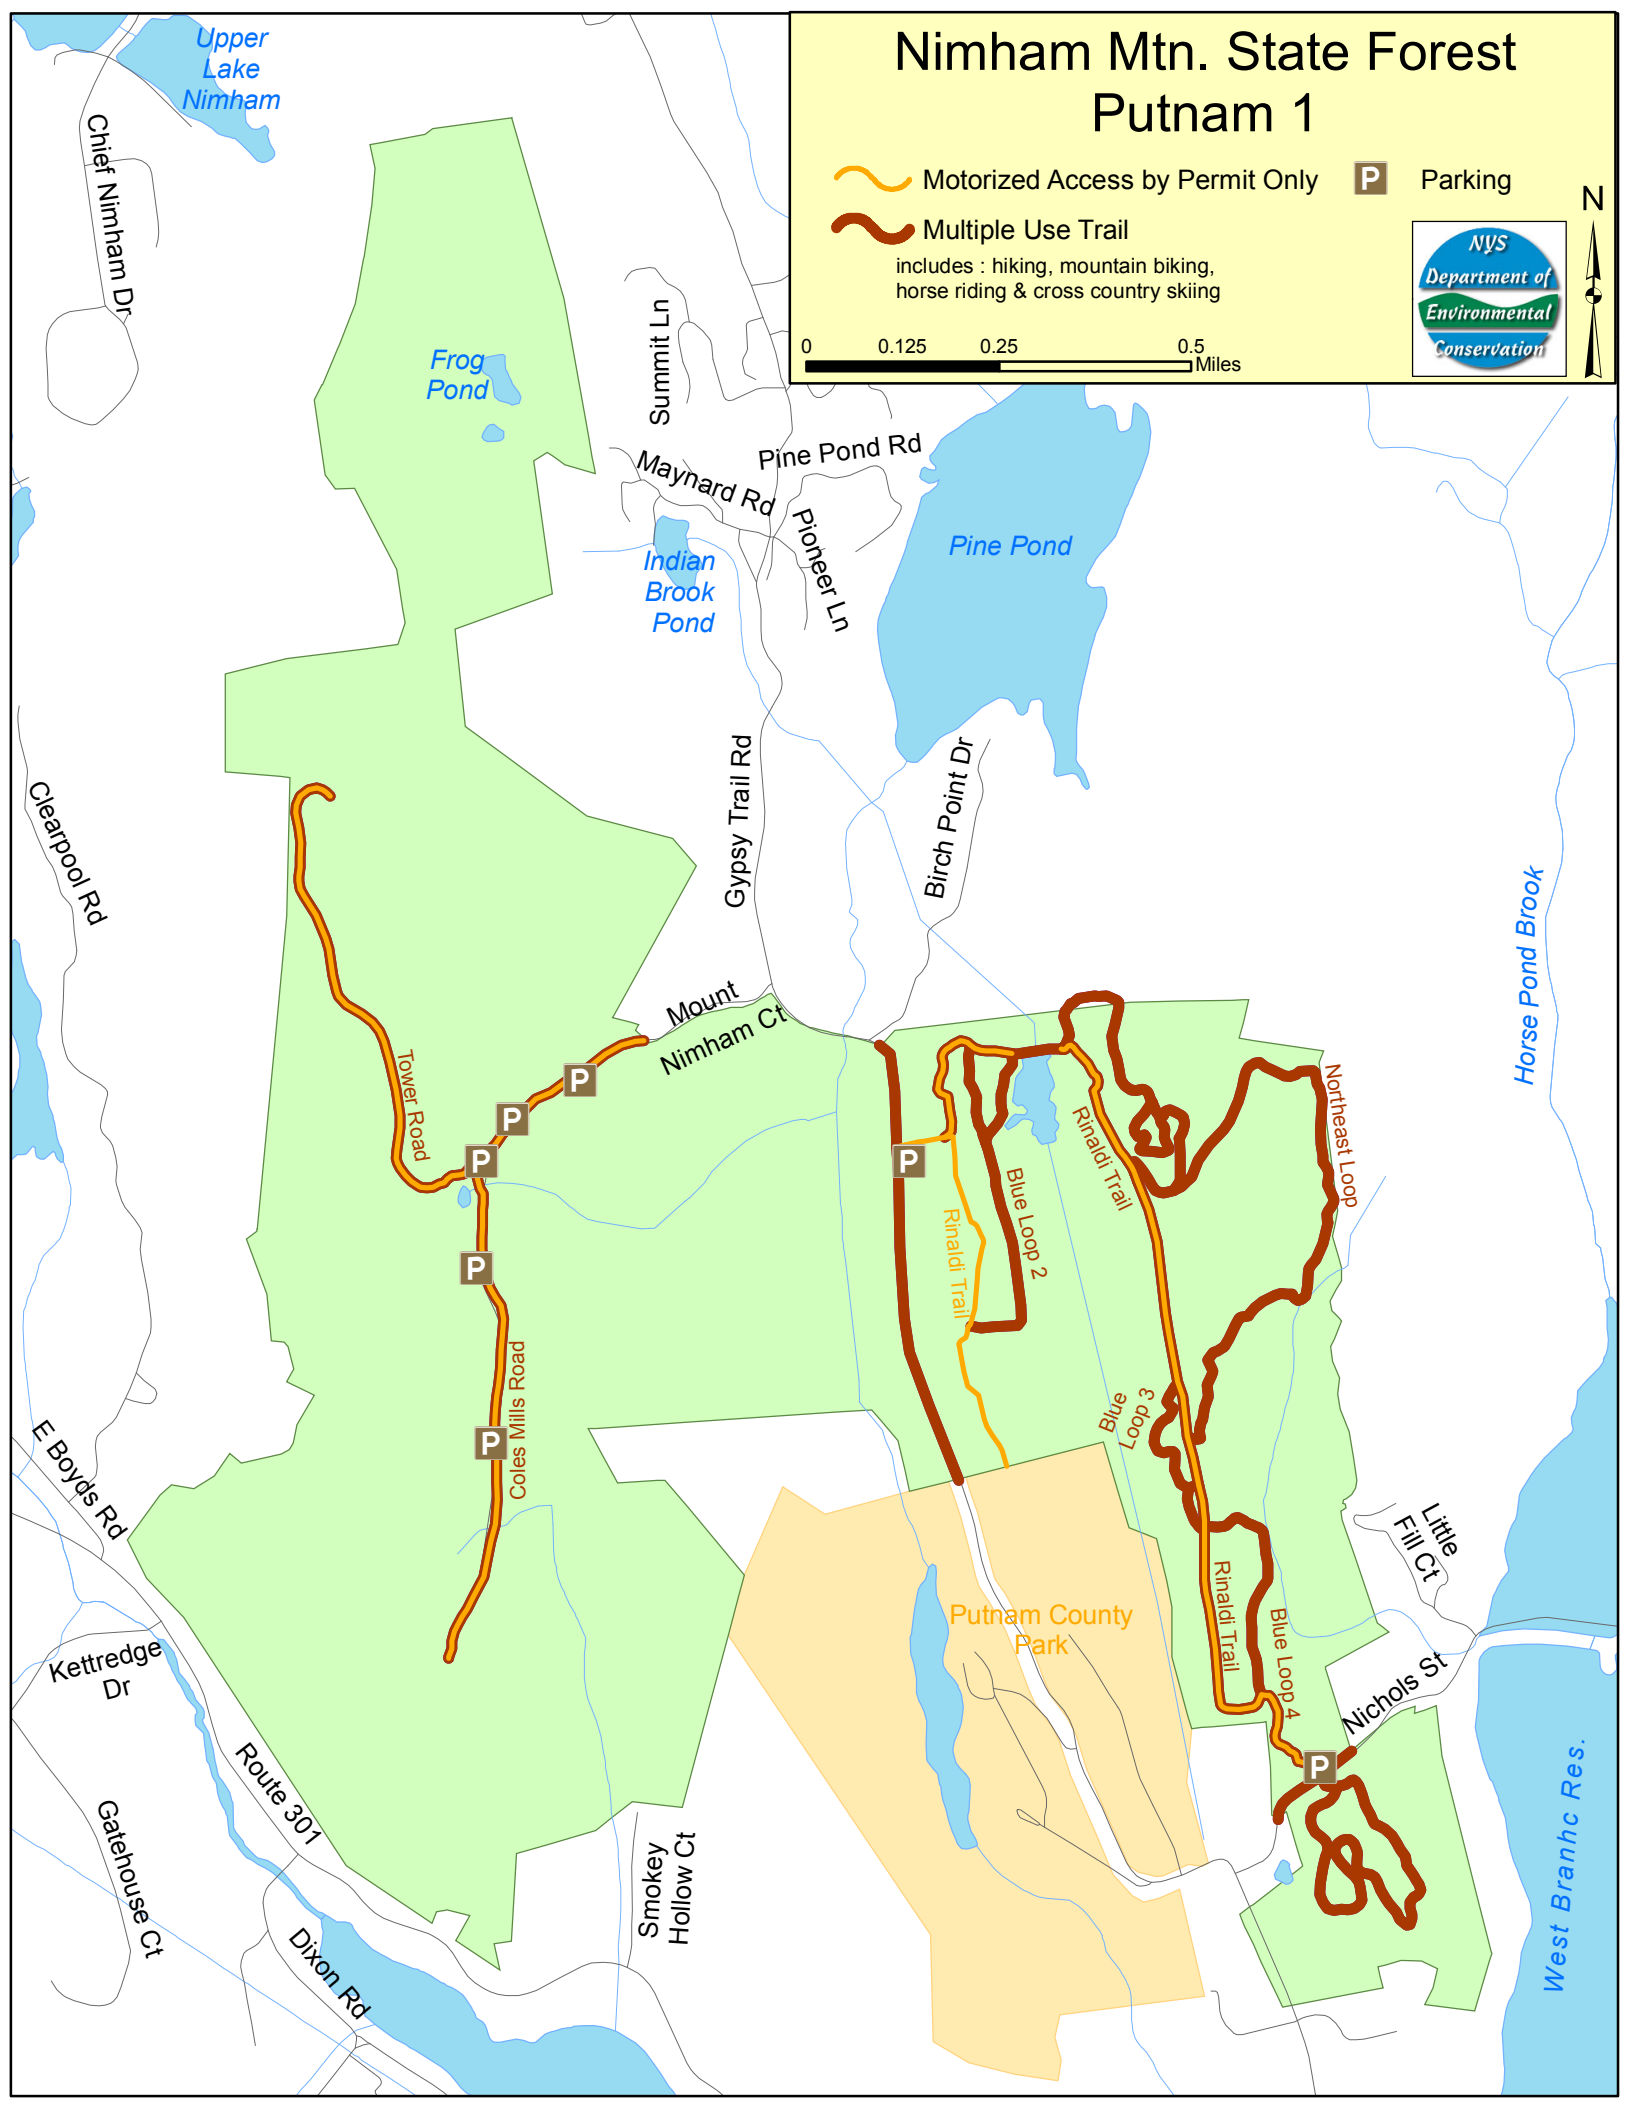 Nimham Mtn. State Forest
Putnam 1
Motorized Access by Permit Only
P
Parking
Multiple Use Trail
includes : hiking, mountain biking,
horse riding & cross country skiing
N
NYS
Department of
Environmental
Conservation
0
0.125
0.25
0.5
Miles
Upper
Lake
Nimham
Chief Nimham Dr
Frog
Pond
Summit Ln
Maynard Rd
Pine Pond Rd
Pioneer Ln
Indian
Brook
Pond
Pine Pond
Clearpool Rd
Gypsy Trail Rd
Birch Point Dr
Horse Pond Brook
Mount
Nimham Ct
Tower Road
P
P
P
P
P
P
Coles Mills Road
Rinaldi Trail
Blue Loop 2
Rinaldi Trail
Northeast Loop
Blue
Loop 3
E Boyds Rd
Little
Fill Ct
Rinaldi Trail
Blue Loop 4
Putnam County
Park
Kettredge
Dr
Nichols St
P
Route 301
Gatehouse Ct
Smokey
Hollow Ct
Dixon Rd
West Branhc Res.